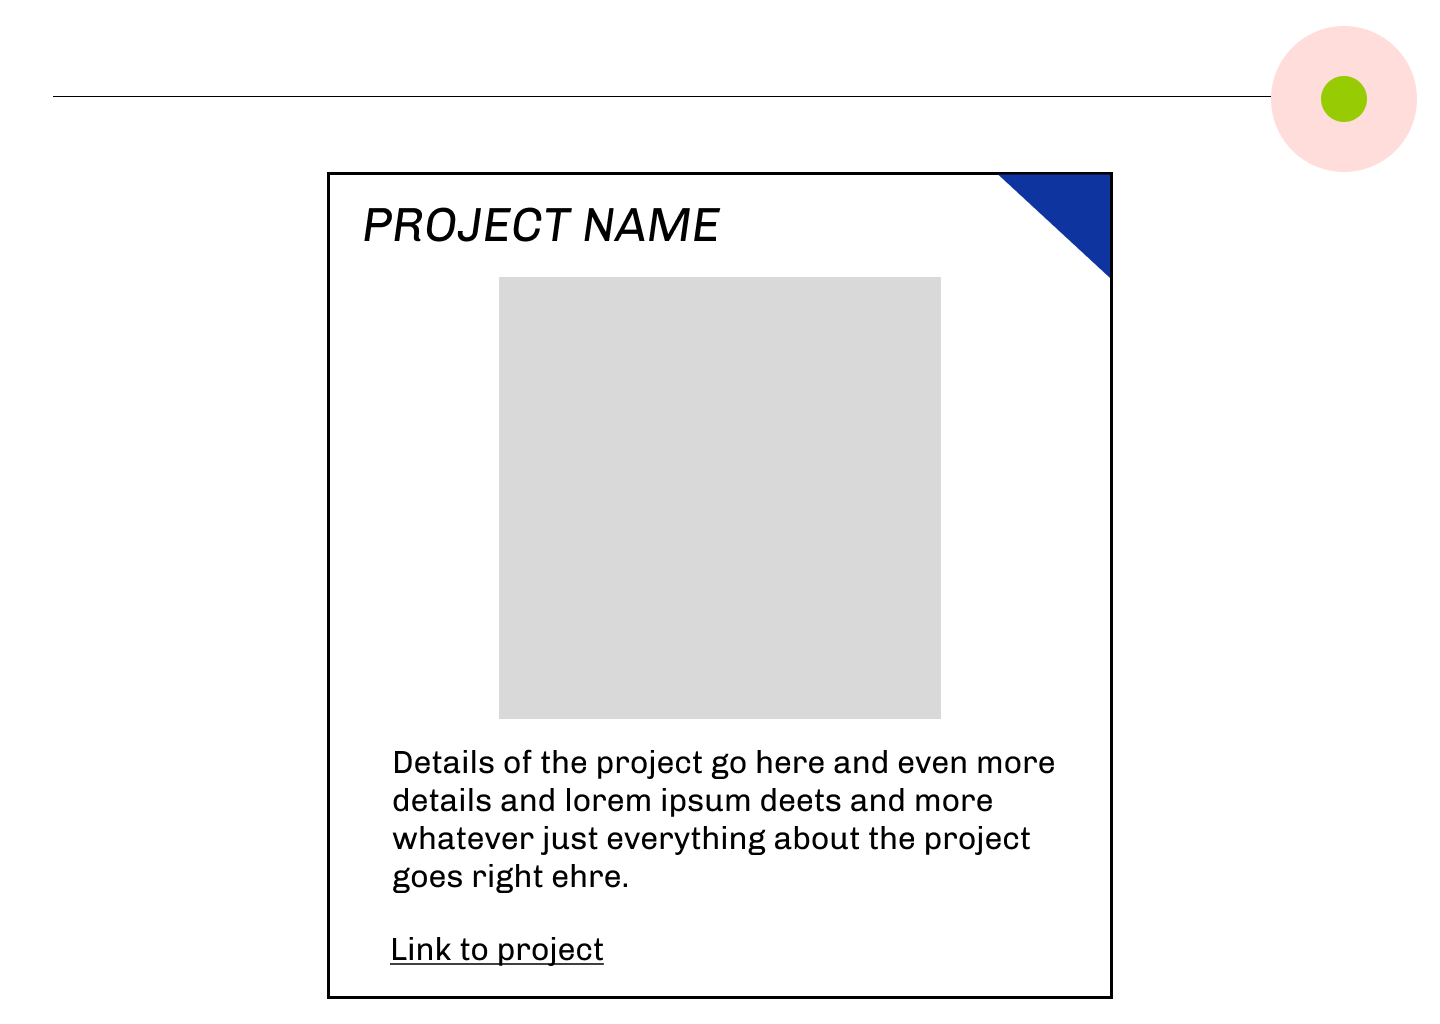 PROJECT NAME
Details of the project go here and even more
details and lorem ipsum deets and more
whatever just everything about the project
goes right ehre.
Link to project